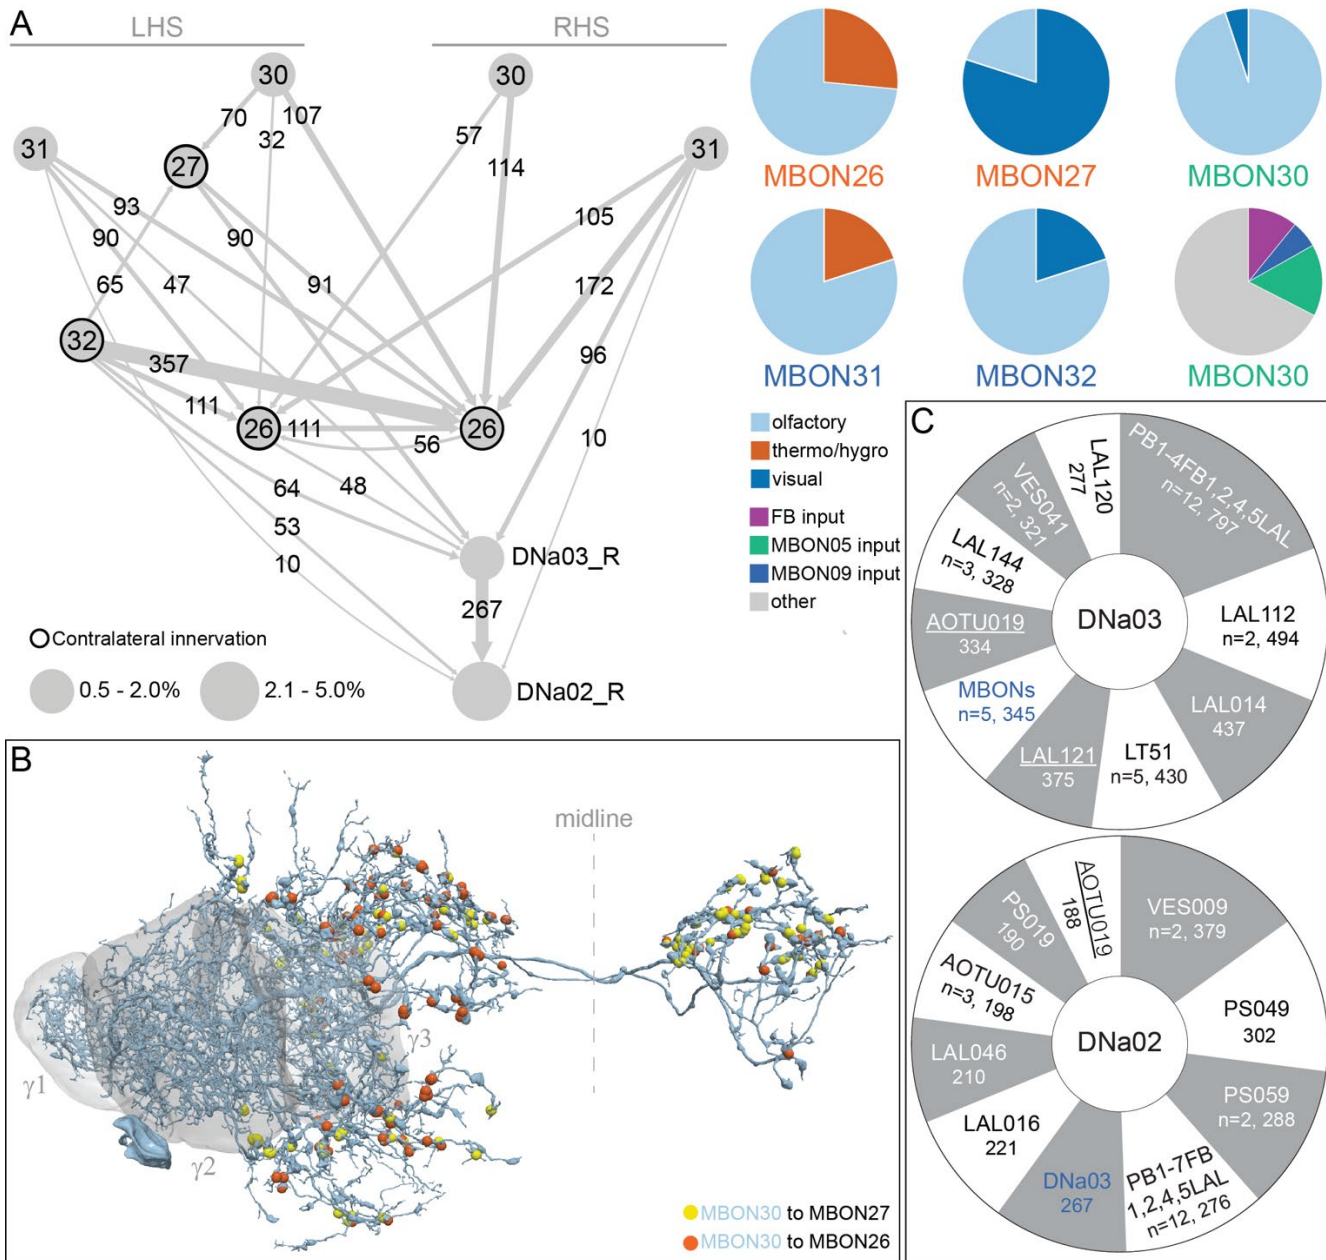 A
LHS
RHS
30
30
70
107
32
57
31
27
114
31
93
105
90
90
65
47
91
172
32
357
96
111
26
111
26
56
10
64
48
53
DNa03_R
10
267
Contralateral innervation
0.5 - 2.0%
2.1 - 5.0%
DNa02_R
MBON26
MBON27
MBON30
MBON31
MBON32
MBON30
olfactory
thermo/hygro
visual
FB input
MBON05 input
MBON09 input
other
B
midline
γ1
γ2
γ3
MBON30 to MBON27
MBON30 to MBON26
C
DNa03
PB1-4FB1,2,4,5LAL
n=12, 797
LAL112
n=2, 494
LAL014
437
LT51
n=5, 430
LAL121
375
MBONs
n=5, 345
AOTU019
334
LAL144
n=3, 328
VES041
n=2, 321
LAL120
277
DNa02
VES009
n=2, 379
PS049
302
PS059
n=2, 288
PB1-7FB
1,2,4,5LAL
n=12, 276
DNa03
267
LAL016
221
LAL046
210
AOTU015
n=3, 198
PS019
190
AOTU019
188